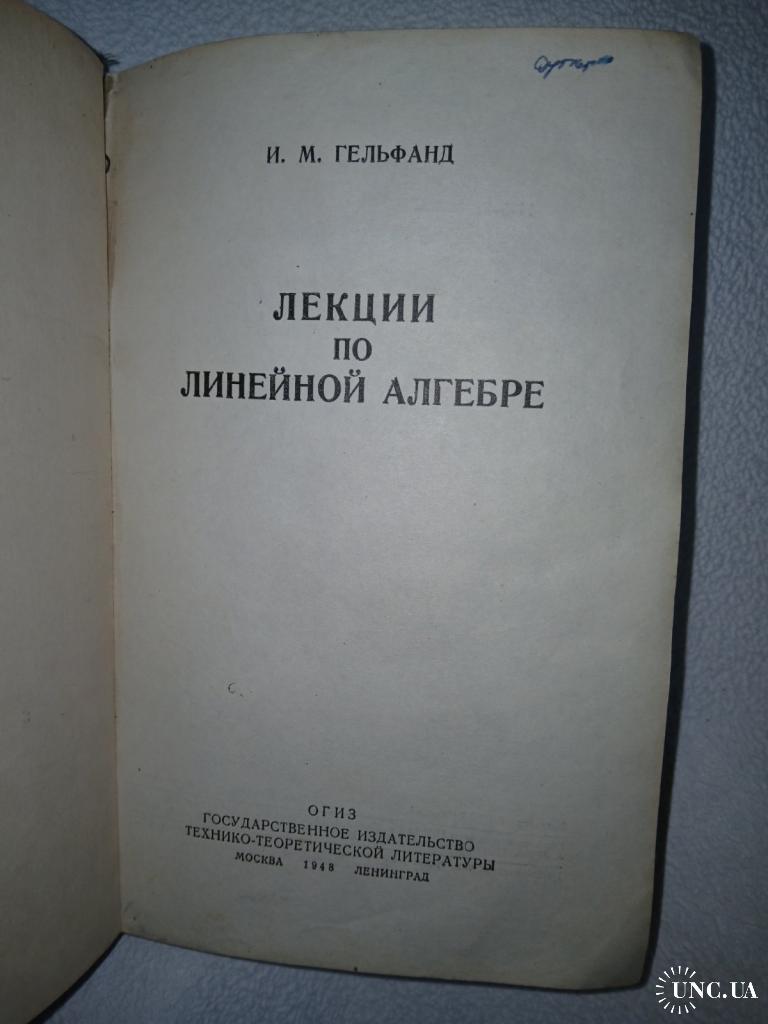 И. М. ГЕЛЬФАНД
ЛЕКЦИИ
ПО
ЛИНЕЙНОЙ АЛГЕБРЕ
ОГИЗ
ГОСУДАРСТВЕННОЕ ИЗДАТЕЛЬСТВО
ТЕХНИКО-ТЕОРЕТИЧЕСКОЙ ЛИТЕРАТУРЫ
МОСКВА 1948 ЛЕНИНГРАД
UNC.UA